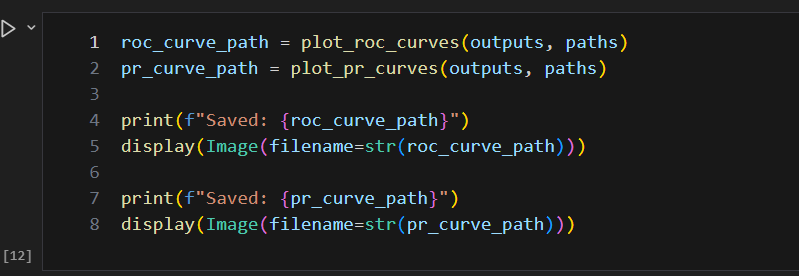 1 roc_curve_path = plot_roc_curves(outputs, paths)
2 pr_curve_path = plot_pr_curves(outputs, paths)
3
4 print(f"Saved: {roc_curve_path}")
5 display(Image(filename=str(roc_curve_path)))
6
7 print(f"Saved: {pr_curve_path}")
8 display(Image(filename=str(pr_curve_path)))
[12]